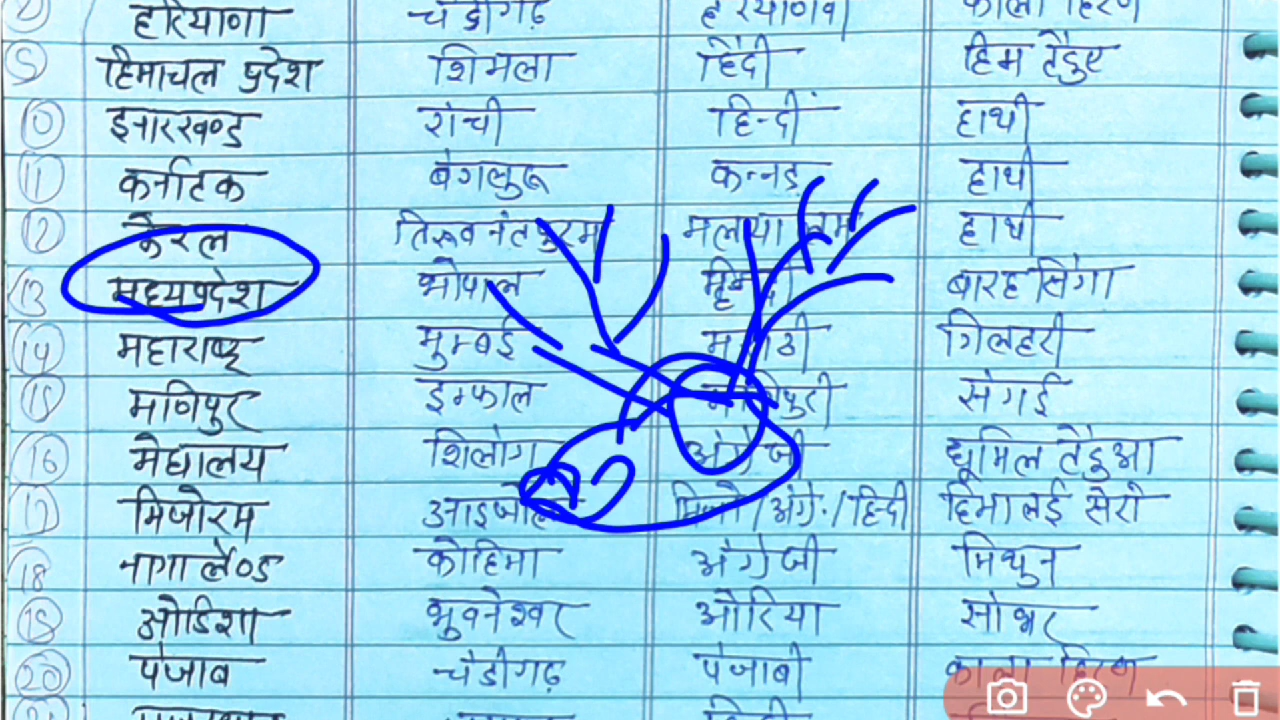 हरियाणा चंडीगढ़ हरियाणवी काला हिरण
९ हिमाचल प्रदेश शिमला हिंदी हिम तेंदुए
10 झारखण्ड रांची हिन्दी हाथी
11 कर्नाटक बेंगलुरू कन्नड़ हाथी
12 केरल तिरुवनंतपुरम मलयालम हाथी
13 मध्यप्रदेश भोपाल हिन्दी बारहसिंगा
14 महाराष्ट्र मुम्बई मराठी गिलहरी
15 मणिपुर इम्फाल मणिपुरी संगई
16 मेघालय शिलोंग अंग्रेजी धूमिल तेंदुआ
17 मिजोरम आइजोल मिजो/अंग्रे./हिन्दी हिमालई सेरो
18 नागालैण्ड कोहिमा अंग्रेजी मिथुन
19 ओडिशा भुवनेश्वर ओरिया सांभर
20 पंजाब चंडीगढ़ पंजाबी काला हिरण